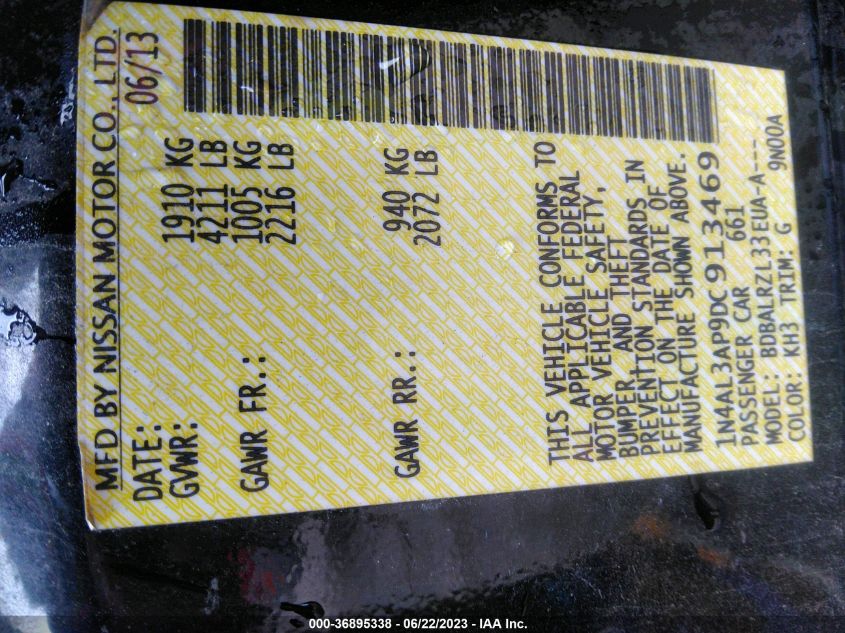 MFD BY NISSAN MOTOR CO., LTD.
DATE: 06/13
GVWR: 1910 KG
4211 LB
GAWR FR.: 1005 KG
2216 LB
GAWR RR.: 940 KG
2072 LB
THIS VEHICLE CONFORMS TO
ALL APPLICABLE FEDERAL
MOTOR VEHICLE SAFETY,
BUMPER AND THEFT
PREVENTION STANDARDS IN
EFFECT ON THE DATE OF
MANUFACTURE SHOWN ABOVE.
1N4AL3AP9DC913469
PASSENGER CAR 661
MODEL: BDBALRZL33EUA-A---
COLOR: KH3 TRIM: G 9N00A
000-36895338 - 06/22/2023 - IAA Inc.